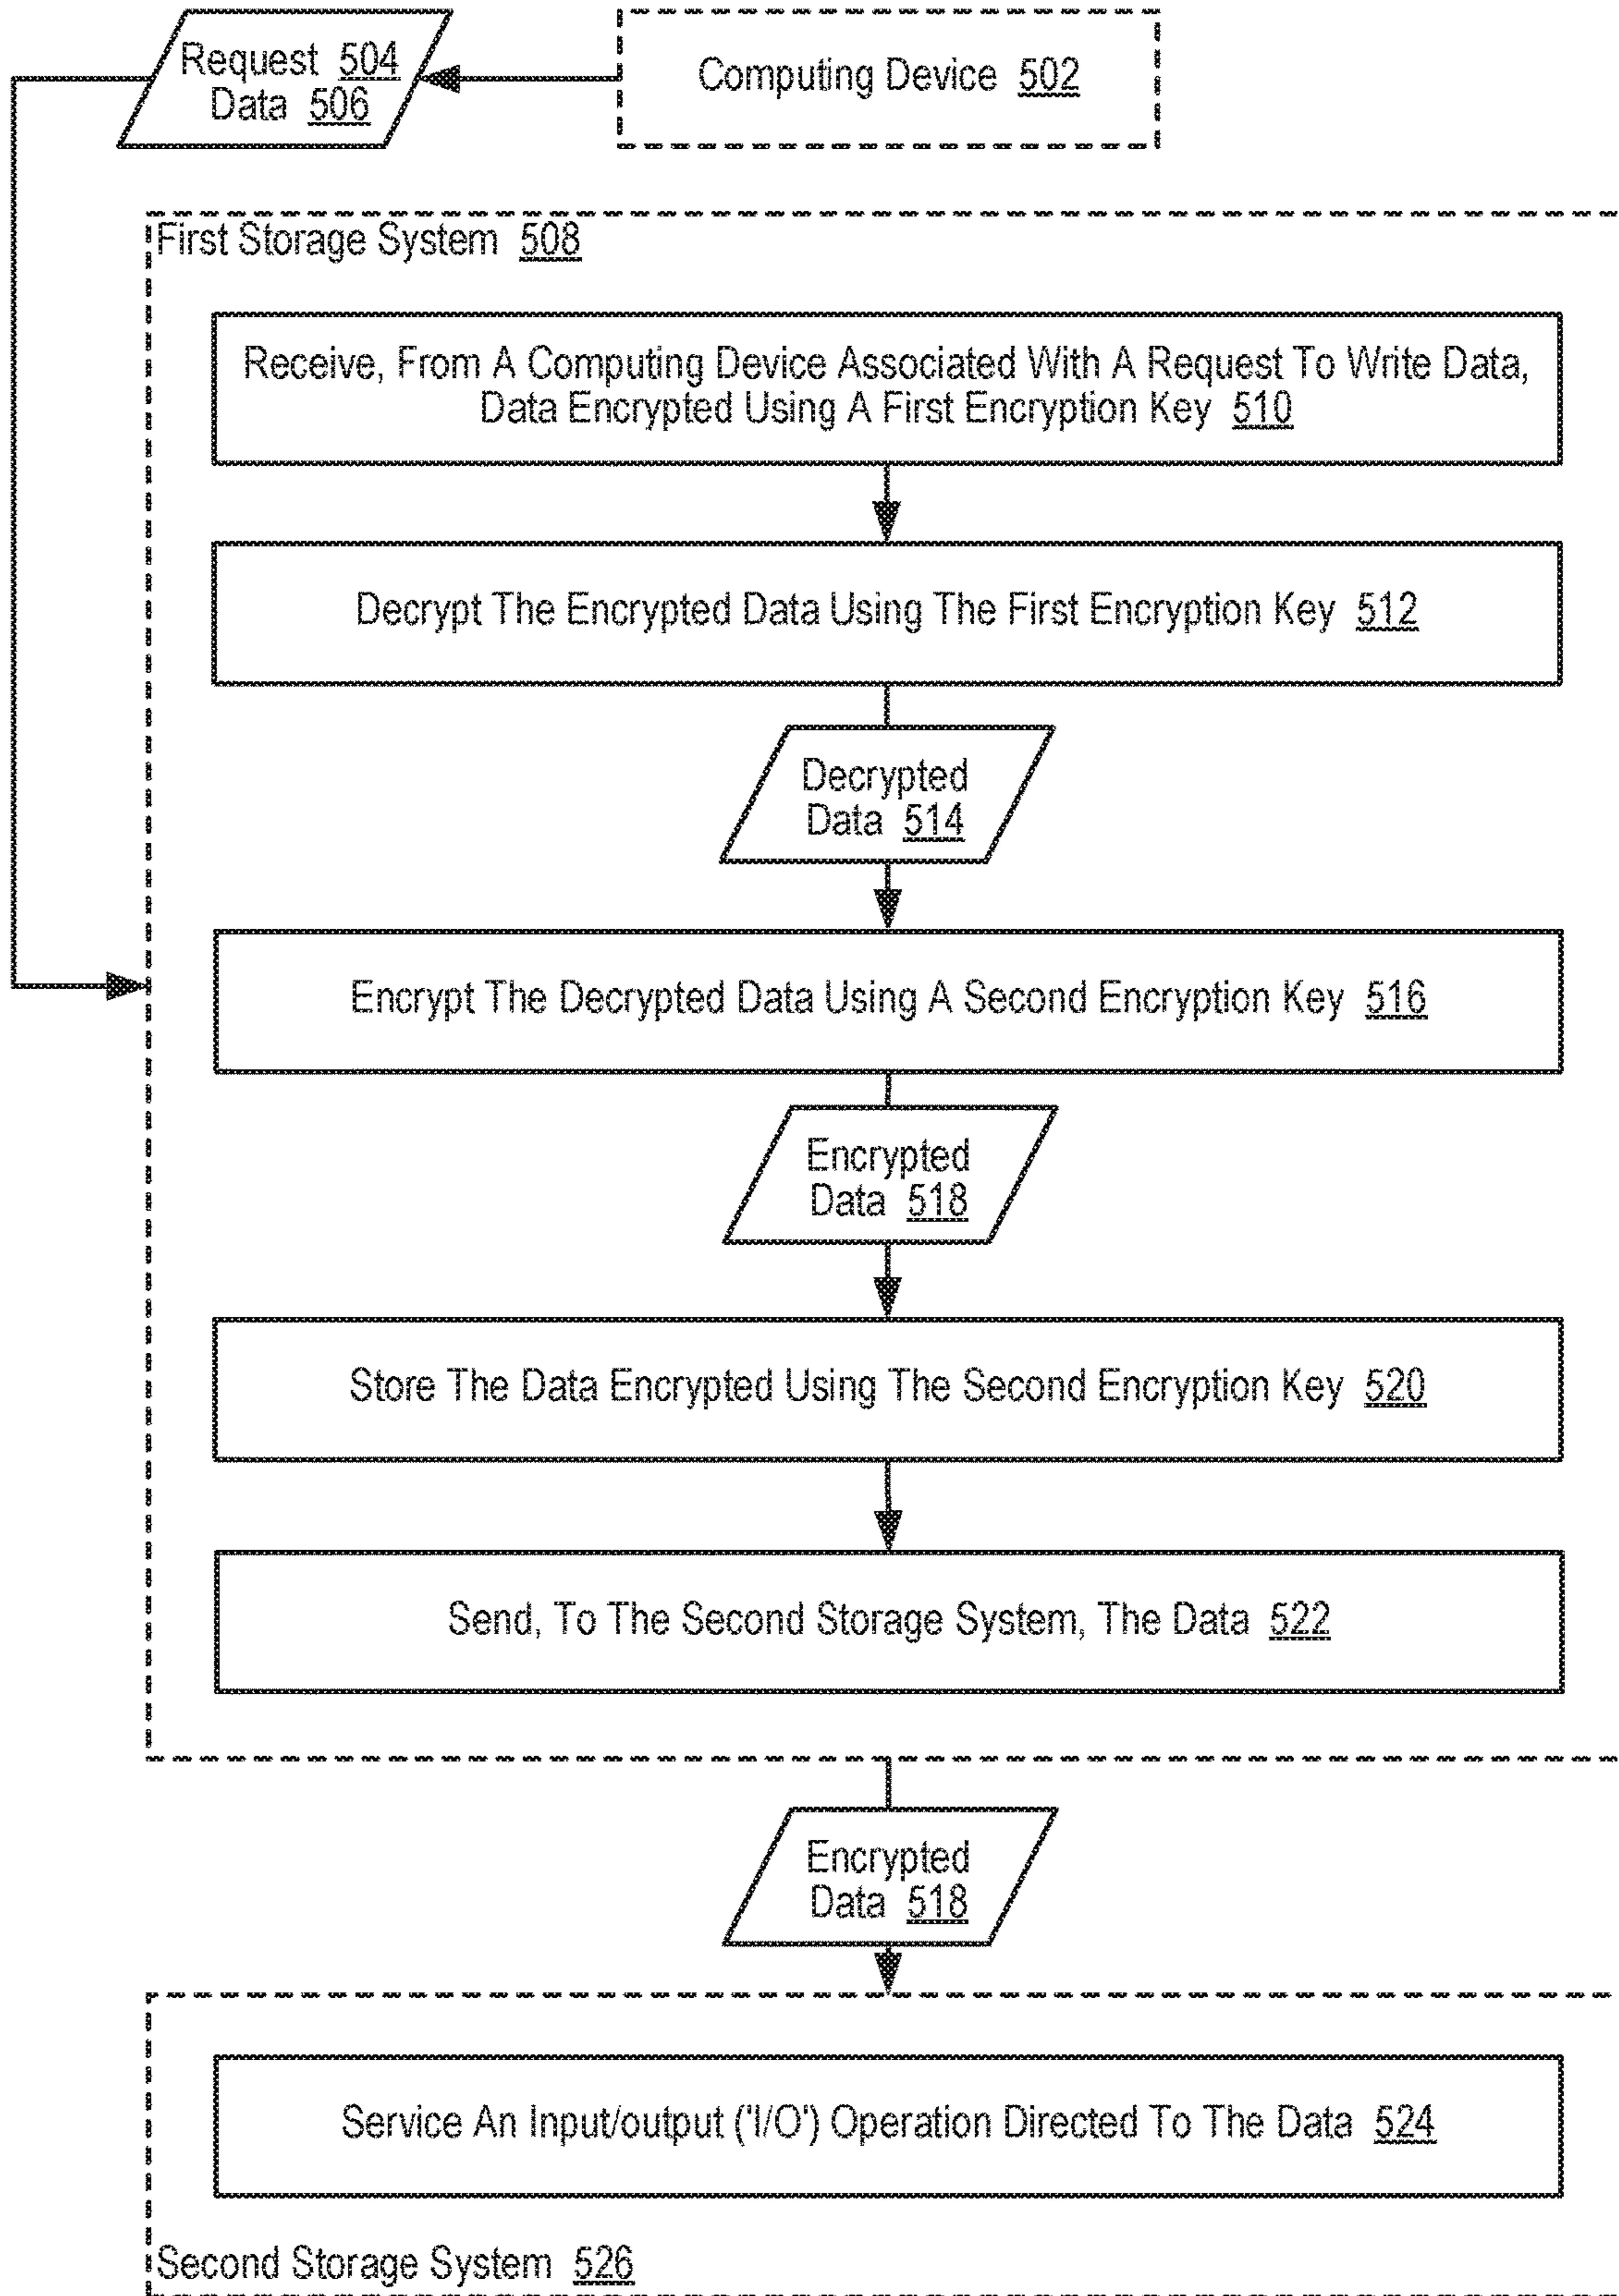 Request 504
Data 506
Computing Device 502
First Storage System 508
Receive, From A Computing Device Associated With A Request To Write Data,
Data Encrypted Using A First Encryption Key 510
Decrypt The Encrypted Data Using The First Encryption Key 512
Decrypted
Data 514
Encrypt The Decrypted Data Using A Second Encryption Key 516
Encrypted
Data 518
Store The Data Encrypted Using The Second Encryption Key 520
Send, To The Second Storage System, The Data 522
Encrypted
Data 518
Service An Input/output ('I/O') Operation Directed To The Data 524
Second Storage System 526